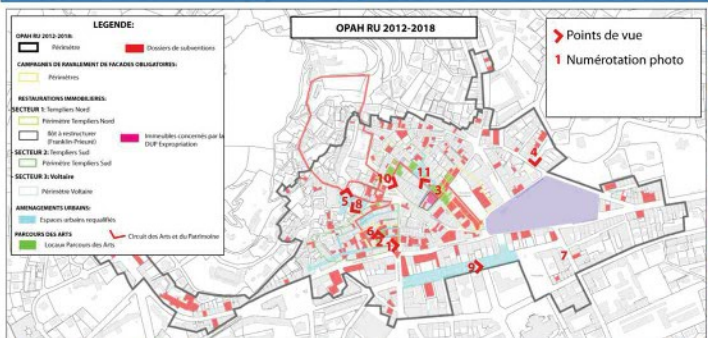 OPAH RU 2012-2018
LEGENDE:
OPAH RU 2012-2018:
Périmètre
Dossiers de subventions
CAMPAGNES DE RAVALEMENT DE FACADES OBLIGATOIRES:
Périmètres
RESTAURATIONS IMMOBILIERES:
- SECTEUR 1: Templiers Nord
Périmètre Templiers Nord
Ilôt à restructurer
(Franklin-Prieuré)
Immeubles concernés par la
DUP Expropriation
- SECTEUR 2: Templiers Sud
Périmètre Templiers Sud
- SECTEUR 3: Voltaire
Périmètre Voltaire
AMENAGEMENTS URBAINS:
Espaces urbains requalifiés
PARCOURS DES ARTS
Locaux Parcours des Arts
Circuit des Arts et du Patrimoine
Points de vue
1 Numérotation photo
4
10
11
3
5
8
6
2
1
7
9